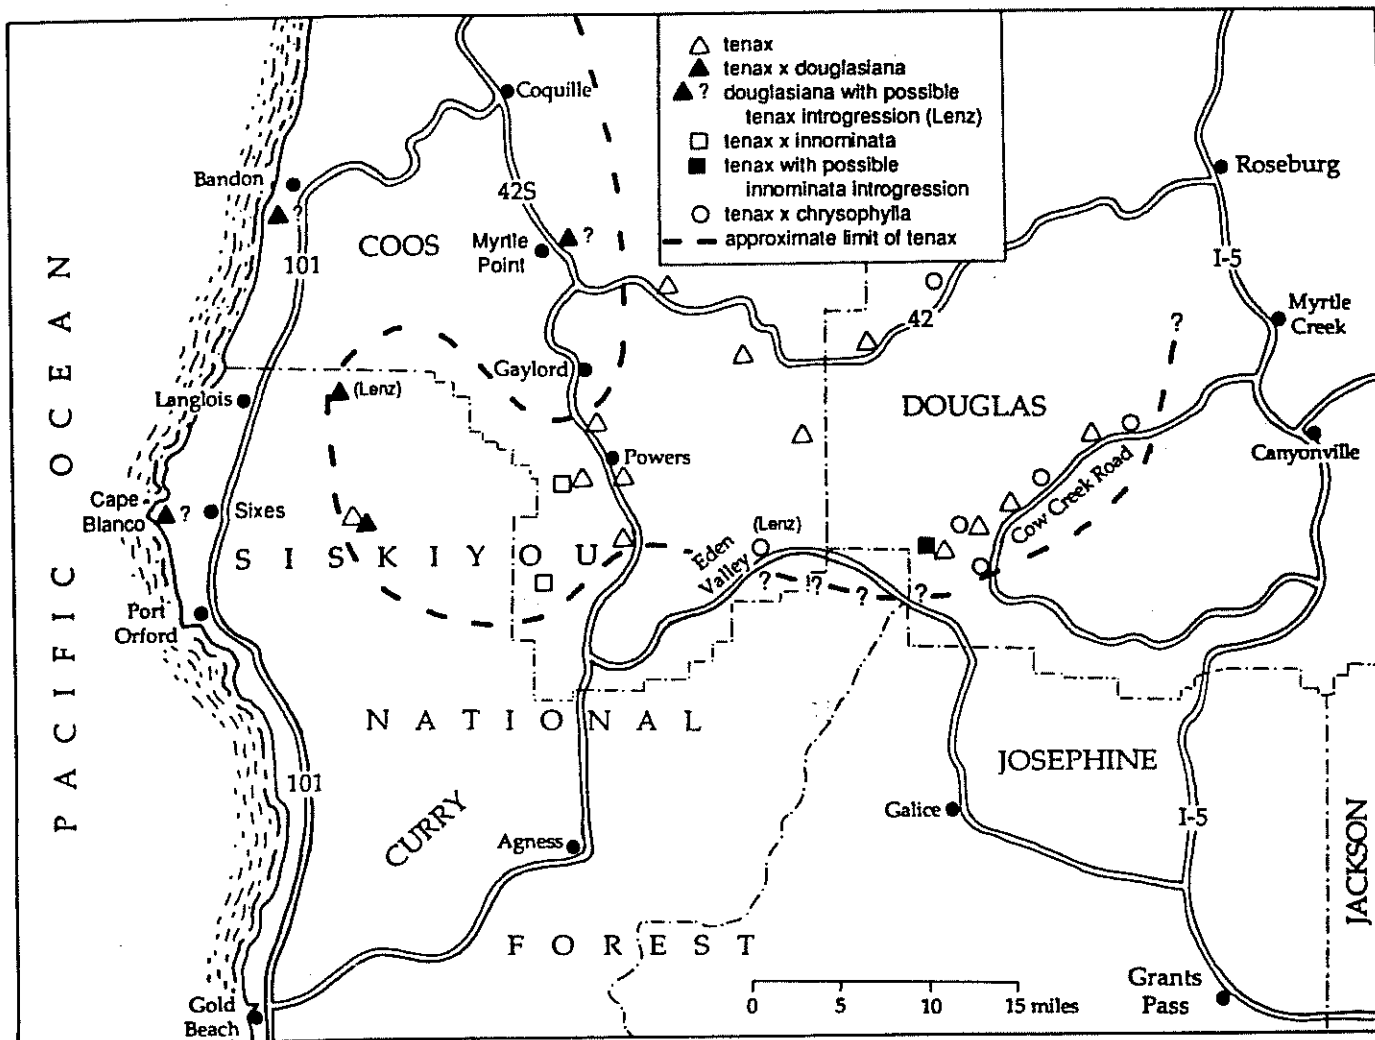 tenax
tenax x douglasiana
? douglasiana with possible
tenax introgression (Lenz)
tenax x innominata
tenax with possible
innominata introgression
tenax x chrysophylla
approximate limit of tenax
Coquille
Roseburg
Bandon
?
42S
COOS
Myrtle
Point
?
101
I-5
PACIFIC OCEAN
42
?
Myrtle
Creek
Gaylord
(Lenz)
Langlois
DOUGLAS
Canyonville
Powers
Cow Creek Road
Cape
Blanco
?
Sixes
(Lenz)
SISKIYOU
Eden
Valley
?
?
?
?
Port
Orford
NATIONAL
JOSEPHINE
101
CURRY
Galice
I-5
Agness
JACKSON
FOREST
Grants
Pass
0 5 10 15 miles
Gold
Beach